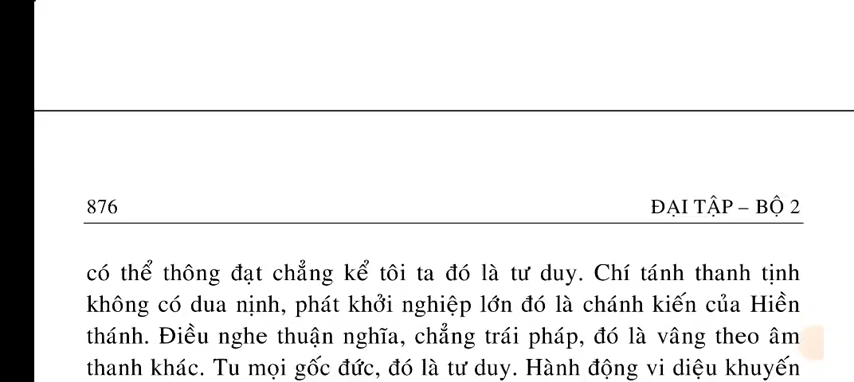 876
ĐẠI TẬP – BỘ 2
có thể thông đạt chẳng kể tôi ta đó là tư duy. Chí tánh thanh tịnh
không có dua nịnh, phát khởi nghiệp lớn đó là chánh kiến của Hiền
thánh. Điều nghe thuận nghĩa, chẳng trái pháp, đó là vâng theo âm
thanh khác. Tu mọi gốc đức, đó là tư duy. Hành động vi diệu khuyến